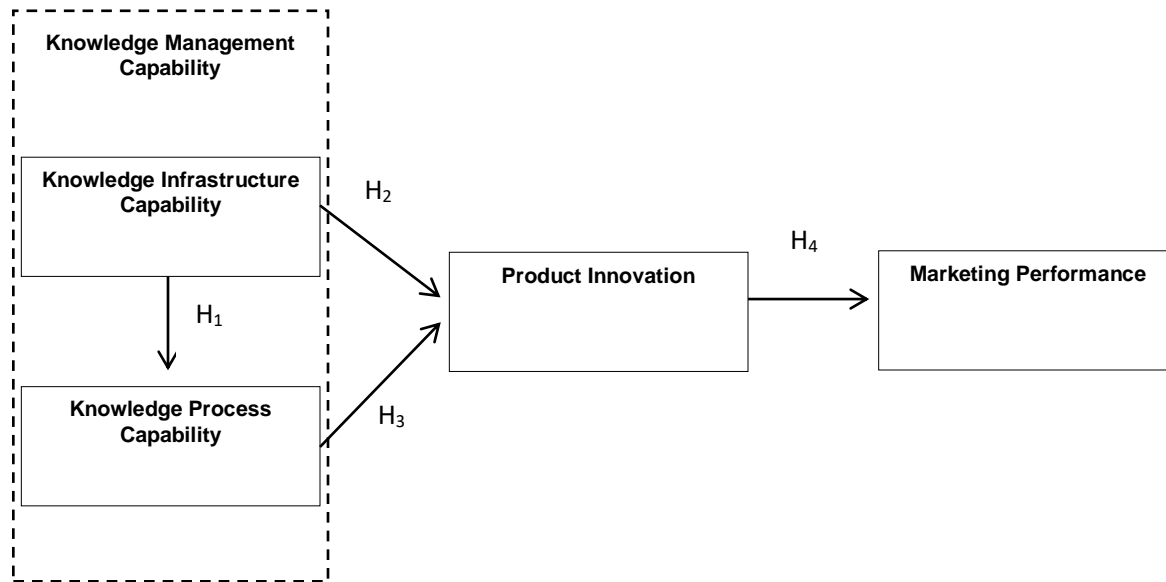 Knowledge Management
Capability
Knowledge Infrastructure
Capability
H₂
H₄
Product Innovation
Marketing Performance
H₁
Knowledge Process
Capability
H₃